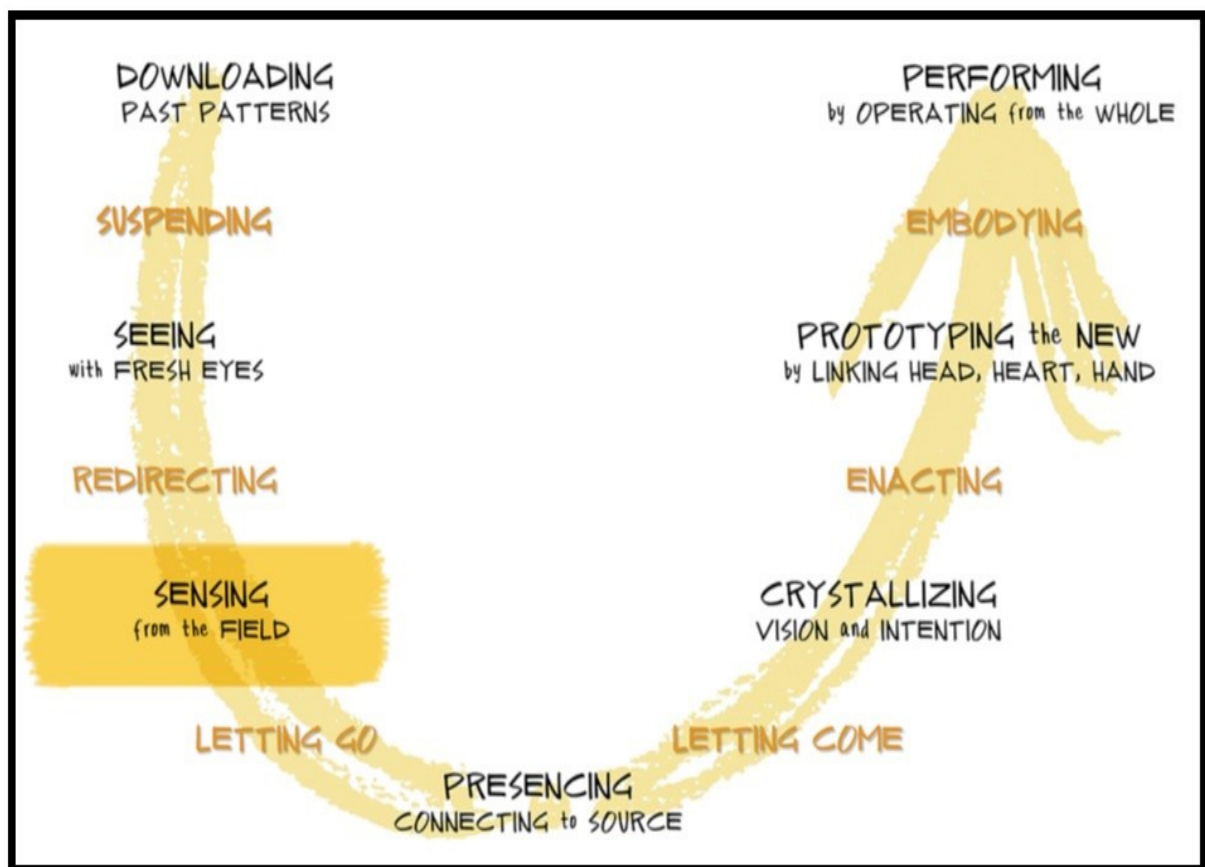 DOWNLOADING
PAST PATTERNS
SUSPENDING
SEEING
with FRESH EYES
REDIRECTING
SENSING
from the FIELD
LETTING GO
PRESENCING
CONNECTING to SOURCE
LETTING COME
CRYSTALLIZING
VISION and INTENTION
ENACTING
PROTOTYPING the NEW
by LINKING HEAD, HEART, HAND
EMBODYING
PERFORMING
by OPERATING from the WHOLE